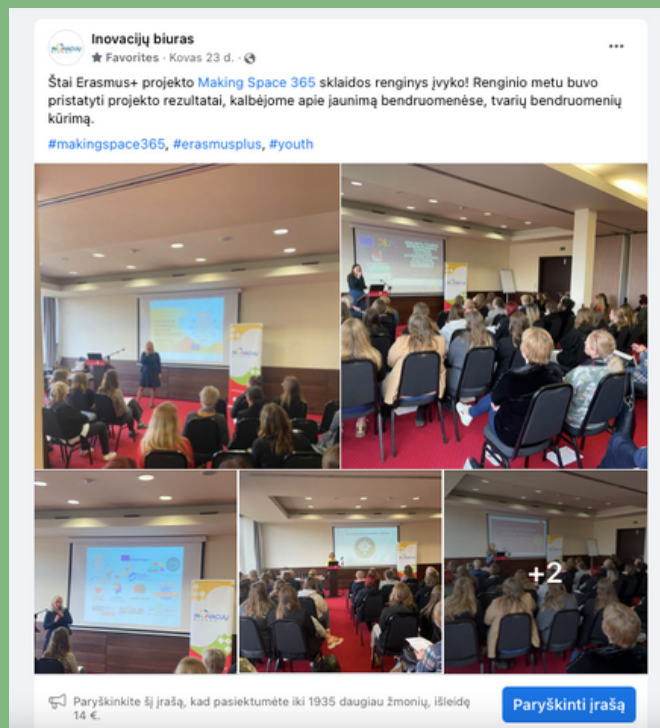 Inovacijų biuras
Favorites · Kovas 23 d. ·
Štai Erasmus+ projekto Making Space 365 sklaidos renginys įvyko! Renginio metu buvo
pristatyti projekto rezultatai, kalbėjome apie jaunimą bendruomenėse, tvarių bendruomenių
kūrimą.
#makingspace365, #erasmusplus, #youth
+2
Paryškinkite šį įrašą, kad pasiektumėte iki 1935 daugiau žmonių, išleidę
14 €.
Paryškinti įrašą